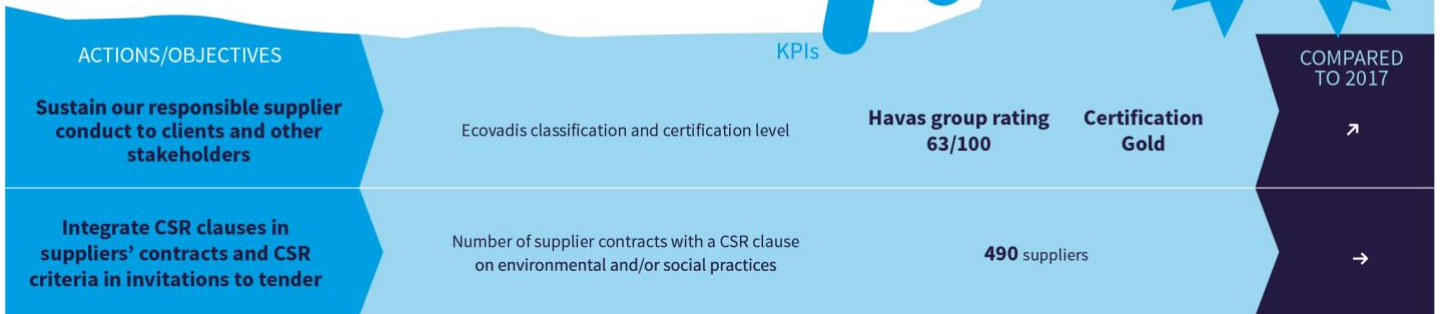 ACTIONS/OBJECTIVES
KPIs
COMPARED
TO 2017
Sustain our responsible supplier
conduct to clients and other
stakeholders
Ecovadis classification and certification level
Havas group rating
63/100
Certification
Gold
↗
Integrate CSR clauses in
suppliers’ contracts and CSR
criteria in invitations to tender
Number of supplier contracts with a CSR clause
on environmental and/or social practices
490 suppliers
→